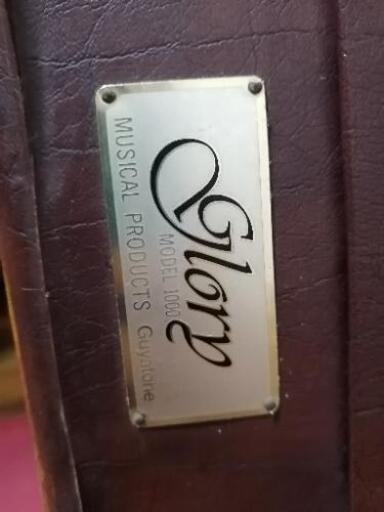 Glory
MODEL 1000
MUSICAL PRODUCTS Guyatone